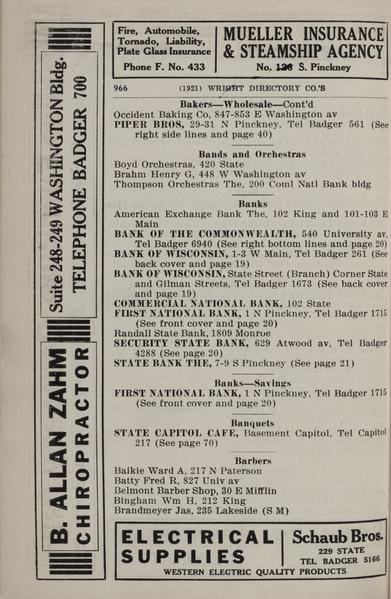 Fire, Automobile,
Tornado, Liability,
Plate Glass Insurance
Phone F. No. 433
MUELLER INSURANCE
& STEAMSHIP AGENCY
No. 126 S. Pinckney
966 (1921) WRIGHT DIRECTORY CO.'S
Bakers—Wholesale—Cont'd
Occident Baking Co, 847-853 E Washington av
PIPER BROS, 29-31 N Pinckney, Tel Badger 561 (See
right side lines and page 40)
Bands and Orchestras
Boyd Orchestras, 420 State
Brahm Henry G, 448 W Washington av
Thompson Orchestras The, 200 Coml Natl Bank bldg
Banks
American Exchange Bank The, 102 King and 101-103 E
Main
BANK OF THE COMMONWEALTH, 540 University av,
Tel Badger 6940 (See right bottom lines and page 20)
BANK OF WISCONSIN, 1-3 W Main, Tel Badger 261 (See
back cover and page 19)
BANK OF WISCONSIN, State Street (Branch) Corner State
and Gilman Streets, Tel Badger 1673 (See back cover
and page 19)
COMMERCIAL NATIONAL BANK, 102 State
FIRST NATIONAL BANK, 1 N Pinckney, Tel Badger 1715
(See front cover and page 20)
Randall State Bank, 1809 Monroe
SECURITY STATE BANK, 629 Atwood av, Tel Badger
4288 (See page 20)
STATE BANK THE, 7-9 S Pinckney (See page 21)
Banks—Savings
FIRST NATIONAL BANK, 1 N Pinckney, Tel Badger 1715
(See front cover and page 20)
Banquets
STATE CAPITOL CAFE, Basement Capitol, Tel Capitol
217 (See page 70)
Barbers
Baikie Ward A, 217 N Paterson
Batty Fred R, 827 Univ av
Belmont Barber Shop, 30 E Mifflin
Bingham Wm H, 212 King
Brandmeyer Jas, 235 Lakeside (S M)
B. ALLAN ZAHM
CHIROPRACTOR
Suite 248-249 WASHINGTON Bldg.
TELEPHONE BADGER 700
ELECTRICAL
SUPPLIES
Schaub Bros.
229 STATE
TEL BADGER 5166
WESTERN ELECTRIC QUALITY PRODUCTS